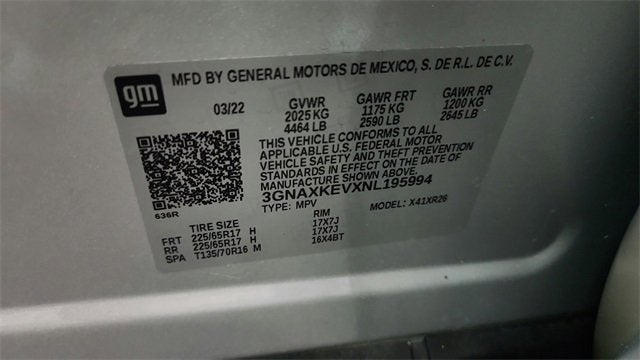 gm
MFD BY GENERAL MOTORS DE MEXICO, S. DE R.L. DE C.V.
03/22 GVWR GAWR FRT GAWR RR
2025 KG 1175 KG 1200 KG
4464 LB 2590 LB 2645 LB
THIS VEHICLE CONFORMS TO ALL
APPLICABLE U.S. FEDERAL MOTOR
VEHICLE SAFETY AND THEFT PREVENTION
STANDARDS IN EFFECT ON THE DATE OF
MANUFACTURE SHOWN ABOVE.
3GNAXKEVXNL195994
636R
TYPE: MPV MODEL: X41XR26
TIRE SIZE RIM
FRT 225/65R17 H 17X7J
RR 225/65R17 H 17X7J
SPA T135/70R16 M 16X4BT